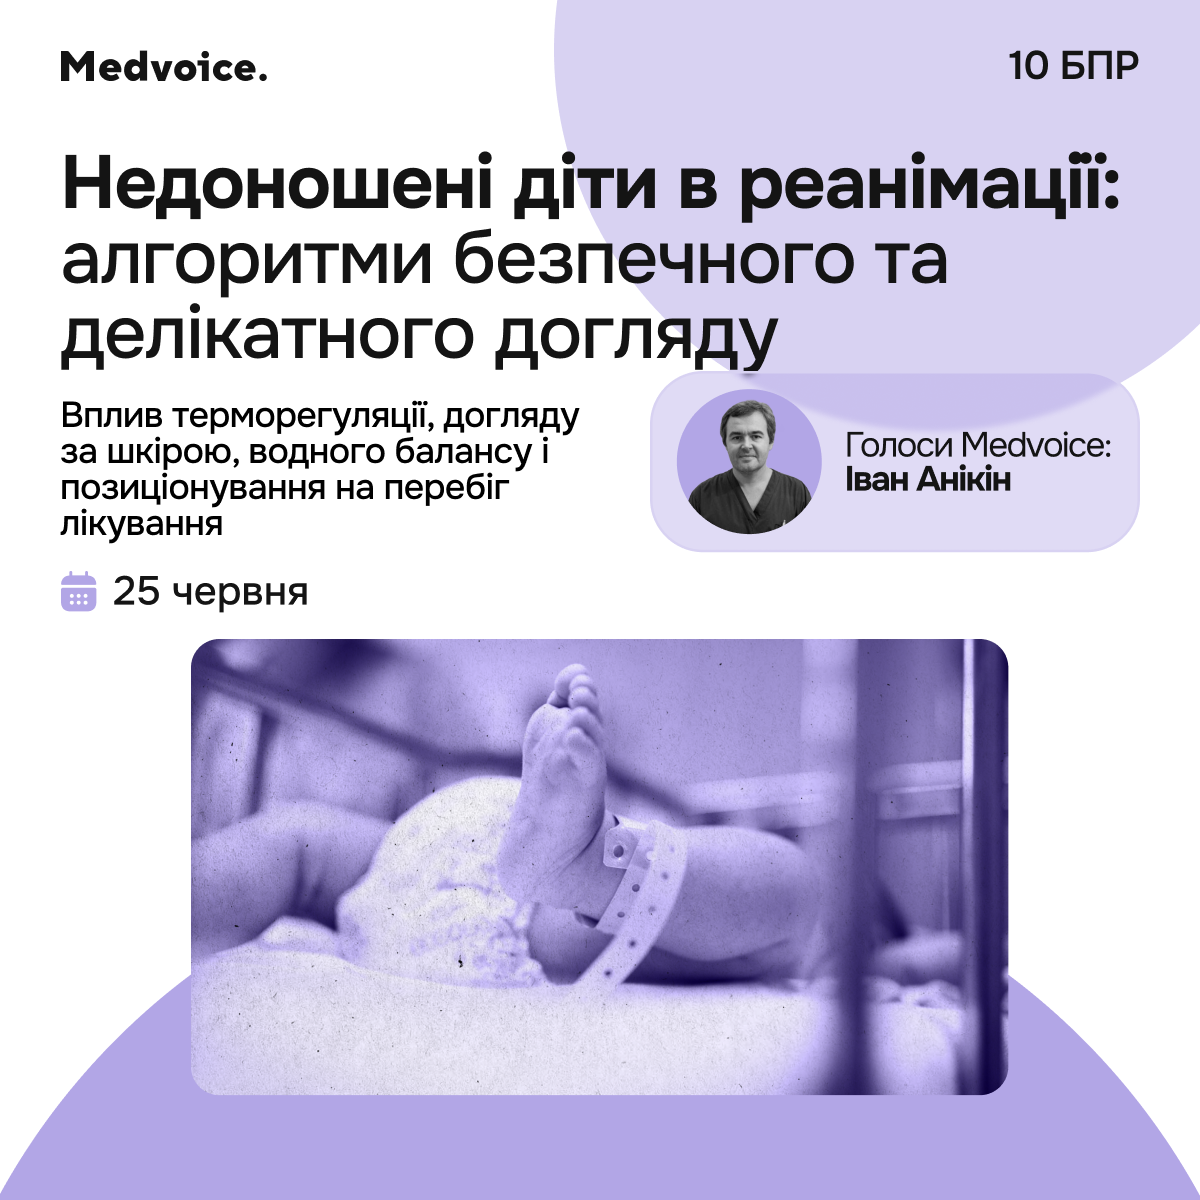 Medvoice.
10 БПР
Недоношені діти в реанімації:
алгоритми безпечного та
делікатного догляду
Вплив терморегуляції, догляду
за шкірою, водного балансу і
позиціонування на перебіг
лікування
Голоси Medvoice:
Іван Анікін
25 червня